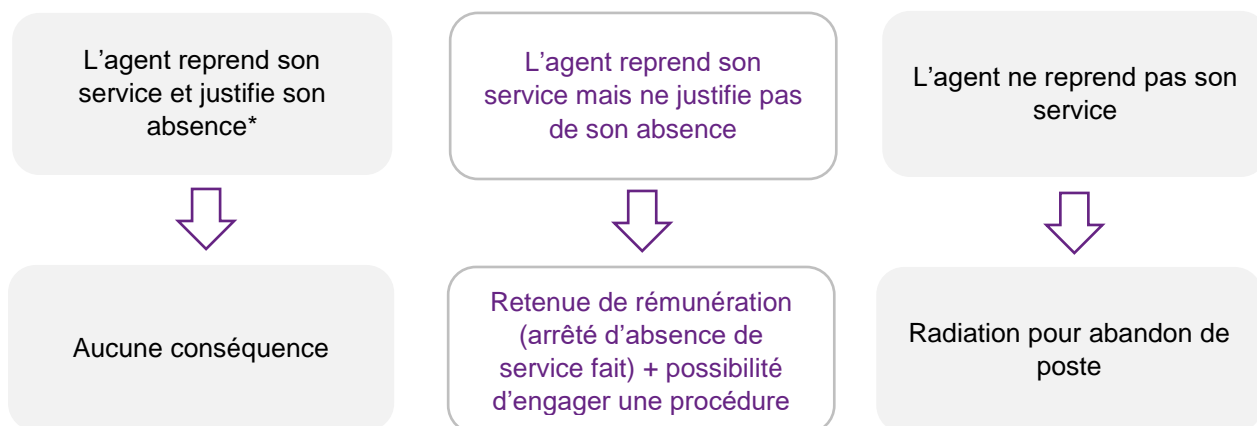 L’agent reprend son
service et justifie son
absence*
L’agent reprend son
service mais ne justifie pas
de son absence
L’agent ne reprend pas son
service
Aucune conséquence
Retenue de rémunération
(arrêté d’absence de
service fait) + possibilité
d’engager une procédure
Radiation pour abandon de
poste